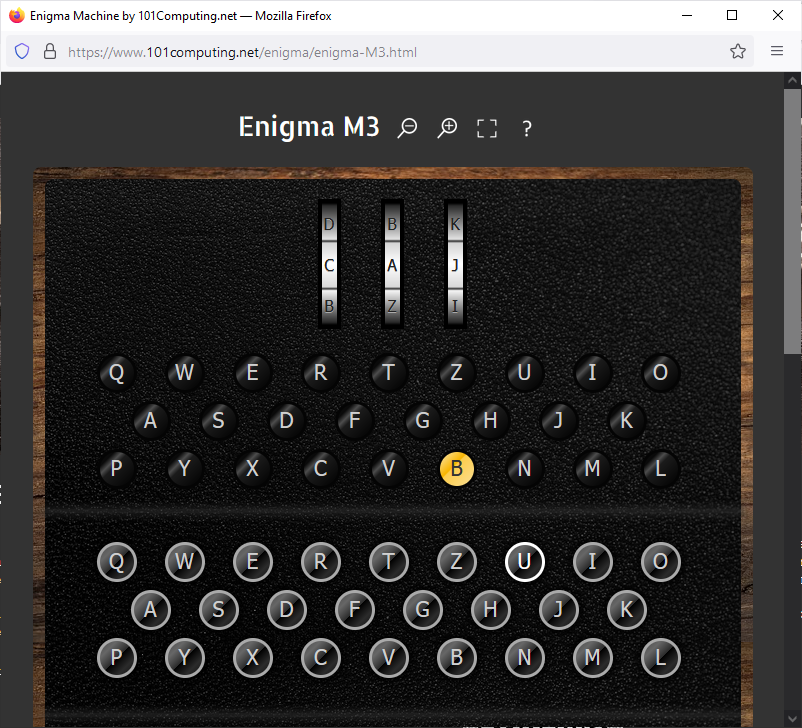 Enigma Machine by 101Computing.net — Mozilla Firefox
https://www.101computing.net/enigma/enigma-M3.html
Enigma M3 ?
D B K
C A J
B Z I
Q W E R T Z U I O
A S D F G H J K
P Y X C V B N M L
Q W E R T Z U I O
A S D F G H J K
P Y X C V B N M L